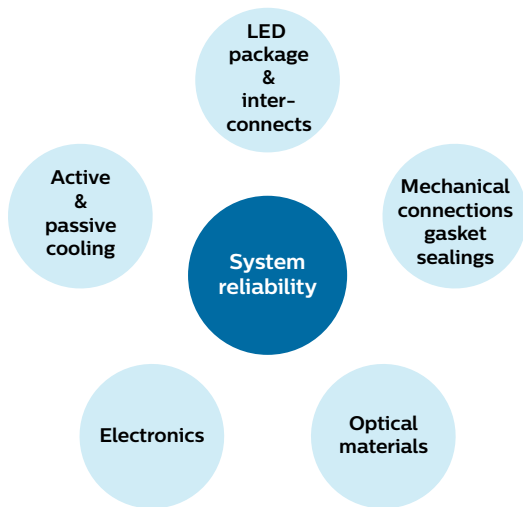 LED
package
&
inter-
connects
Active
&
passive
cooling
Mechanical
connections
gasket
sealings
System
reliability
Electronics
Optical
materials